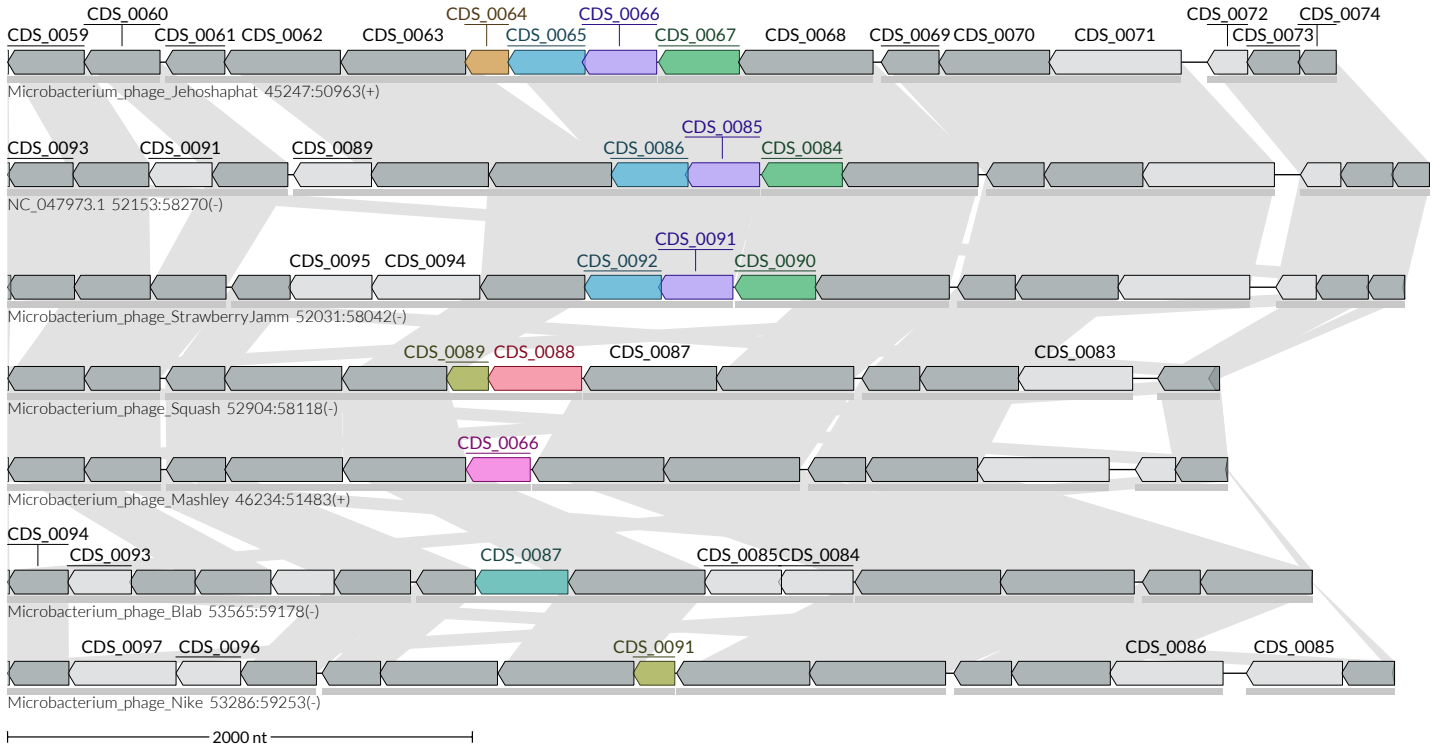 CDS_0060 CDS_0064 CDS_0066 CDS_0072 CDS_0074
CDS_0059 CDS_0061 CDS_0062 CDS_0063 CDS_0065 CDS_0067 CDS_0068 CDS_0069 CDS_0070 CDS_0071 CDS_0073
Microbacterium_phage_Jehoshaphat 45247:50963(+)
CDS_0085
CDS_0093 CDS_0091 CDS_0089 CDS_0086 CDS_0084
NC_047973.1 52153:58270(-)
CDS_0091
CDS_0095 CDS_0094 CDS_0092 CDS_0090
Microbacterium_phage_StrawberryJamm 52031:58042(-)
CDS_0089 CDS_0088 CDS_0087 CDS_0083
Microbacterium_phage_Squash 52904:58118(-)
CDS_0066
Microbacterium_phage_Mashley 46234:51483(+)
CDS_0094
CDS_0093 CDS_0087 CDS_0085 CDS_0084
Microbacterium_phage_Blab 53565:59178(-)
CDS_0097 CDS_0096 CDS_0091 CDS_0086 CDS_0085
Microbacterium_phage_Nike 53286:59253(-)
2000 nt